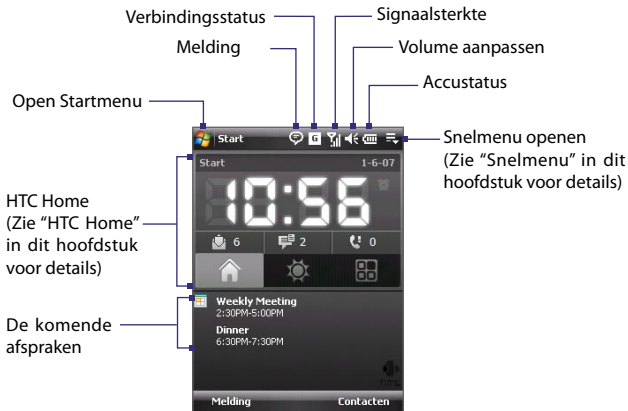 Verbindingsstatus
Signaalsterkte
Melding
Volume aanpassen
Accustatus
Open Startmenu
Snelmenu openen
(Zie “Snelmenu” in dit
hoofdstuk voor details)
HTC Home
(Zie “HTC Home”
in dit hoofdstuk
voor details)
De komende
afspraken
Start
G
Start 1-6-07
10:56
6 2 0
Weekly Meeting
2:30PM-5:00PM
Dinner
6:30PM-7:30PM
hTC
Melding Contacten